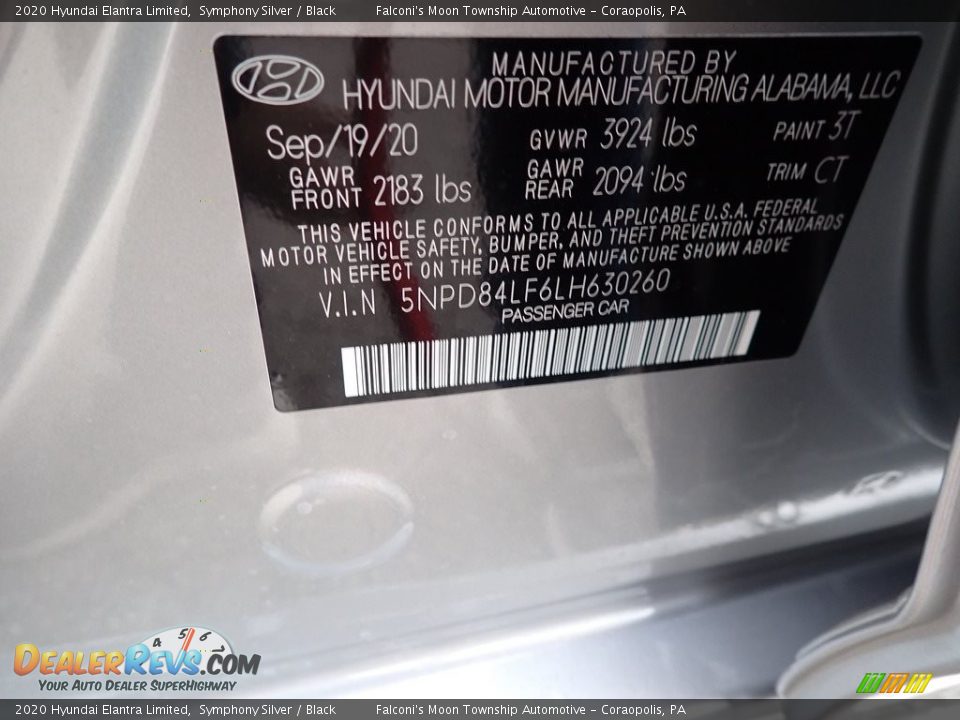 2020 Hyundai Elantra Limited, Symphony Silver / Black Falconi's Moon Township Automotive - Coraopolis, PA
MANUFACTURED BY
HYUNDAI MOTOR MANUFACTURING ALABAMA, LLC
Sep/19/20 GVWR 3924 lbs PAINT 3T
GAWR FRONT 2183 lbs GAWR REAR 2094 lbs TRIM CT
THIS VEHICLE CONFORMS TO ALL APPLICABLE U.S.A. FEDERAL
MOTOR VEHICLE SAFETY, BUMPER, AND THEFT PREVENTION STANDARDS
IN EFFECT ON THE DATE OF MANUFACTURE SHOWN ABOVE
V.I.N 5NPD84LF6LH630260
PASSENGER CAR
4 5 6 7
DEALERREVS.COM
YOUR AUTO DEALER SUPERHIGHWAY
2020 Hyundai Elantra Limited, Symphony Silver / Black Falconi's Moon Township Automotive - Coraopolis, PA